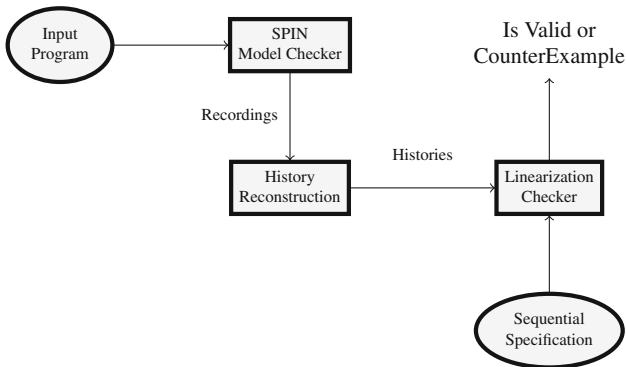 Input
Program
SPIN
Model Checker
Is Valid or
CounterExample
Recordings
History
Reconstruction
Histories
Linearization
Checker
Sequential
Specification